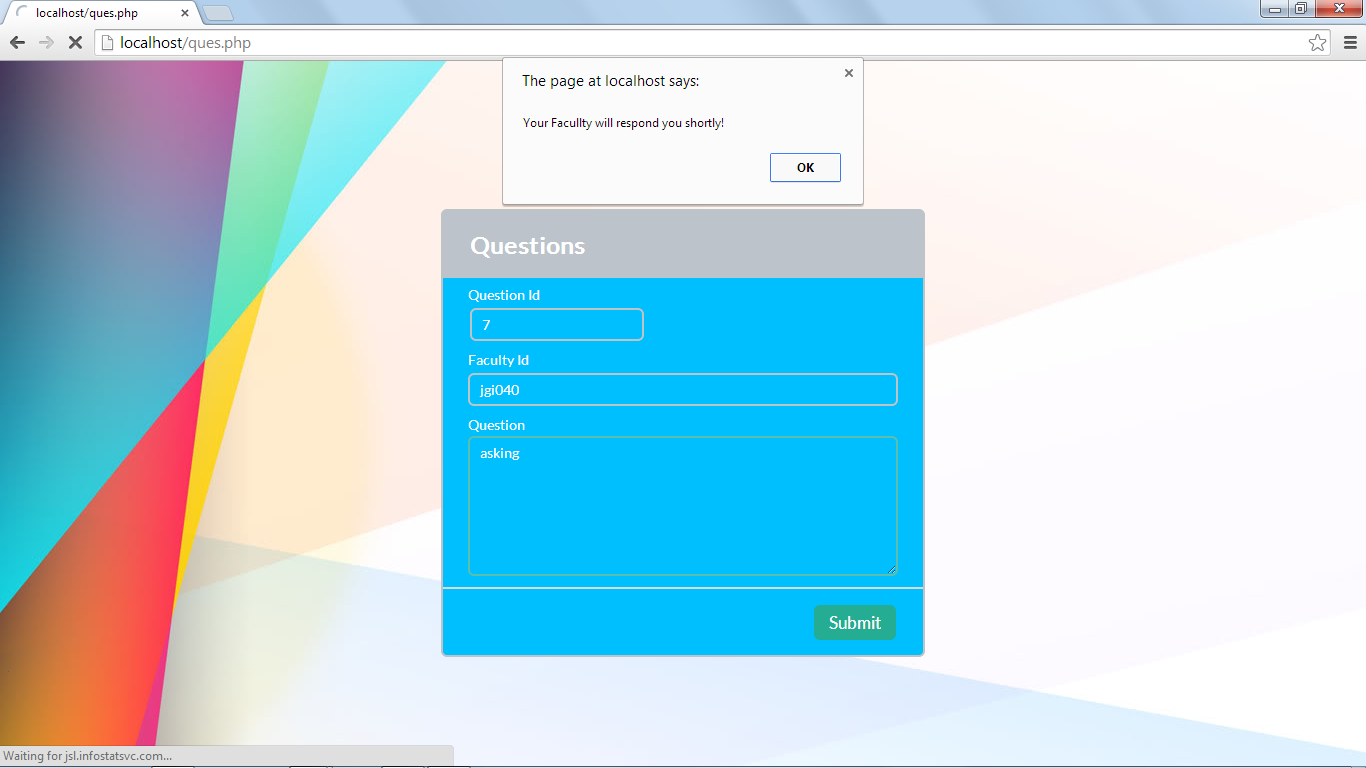 localhost/ques.php
localhost/ques.php
The page at localhost says:
Your Facullty will respond you shortly!
OK
Questions
Question Id
7
Faculty Id
jgi040
Question
asking
Submit
Waiting for jsl.infostatsvc.com...